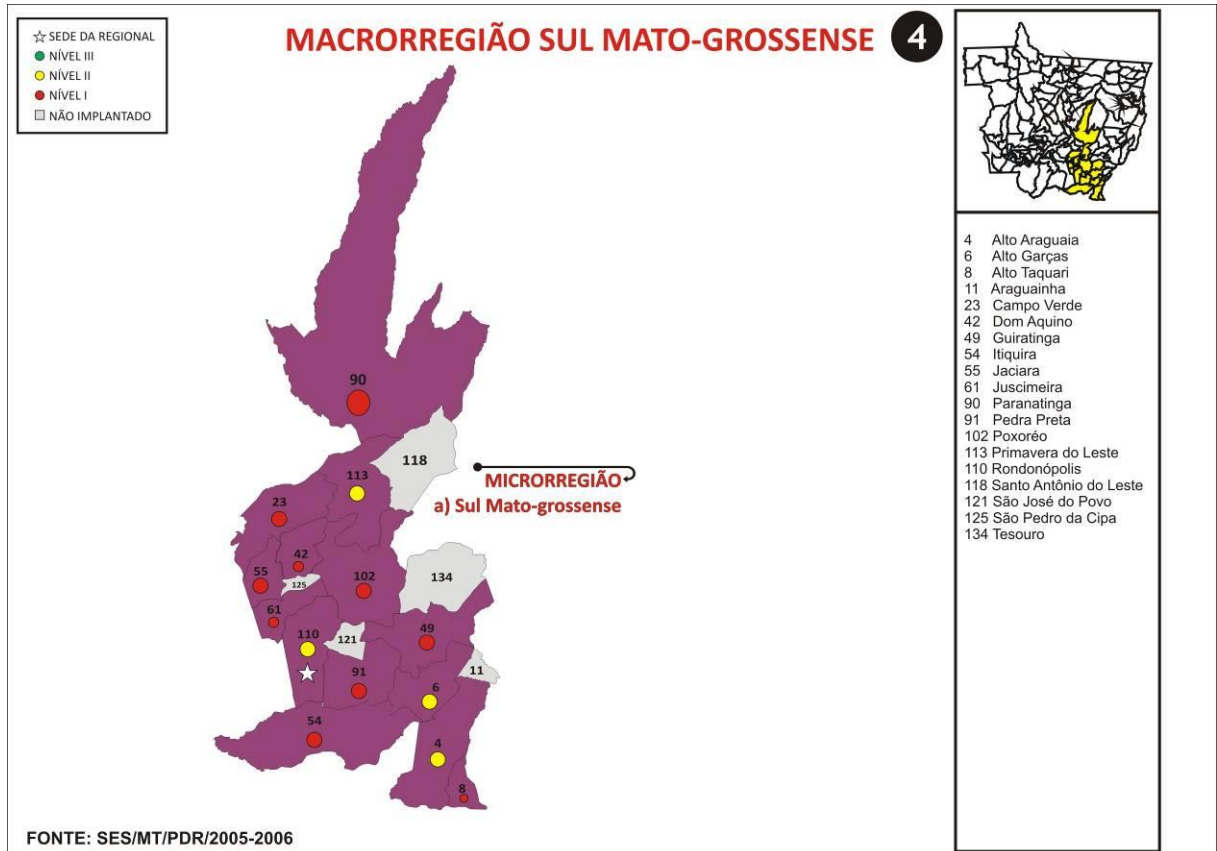 SEDE DA REGIONAL
NÍVEL III
NÍVEL II
NÍVEL I
NÃO IMPLANTADO
MACRORREGIÃO SUL MATO-GROSSENSE 4
90
118
113
MICRORREGIÃO
a) Sul Mato-grossense
23
42
55
125
102
134
61
110
121
49
91
11
6
54
4
8
FONTE: SES/MT/PDR/2005-2006
4 Alto Araguaia
6 Alto Garças
8 Alto Taquari
11 Araguainha
23 Campo Verde
42 Dom Aquino
49 Guiratinga
54 Itiquira
55 Jaciara
61 Juscimeira
90 Paranatinga
91 Pedra Preta
102 Poxoréo
113 Primavera do Leste
110 Rondonópolis
118 Santo Antônio do Leste
121 São José do Povo
125 São Pedro da Cipa
134 Tesouro